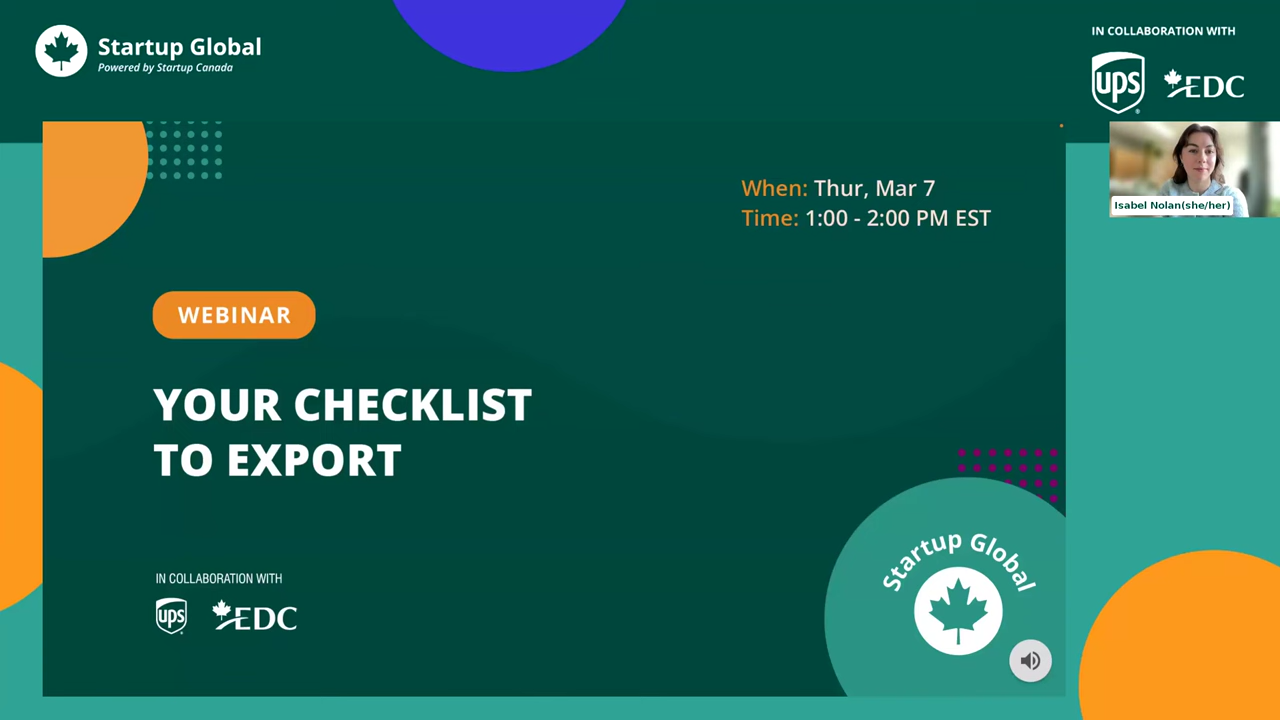 Startup Global
Powered by Startup Canada
IN COLLABORATION WITH
ups
EDC
Isabel Nolan(she/her)
When: Thur, Mar 7
Time: 1:00 - 2:00 PM EST
WEBINAR
YOUR CHECKLIST
TO EXPORT
IN COLLABORATION WITH
ups
EDC
Startup Global